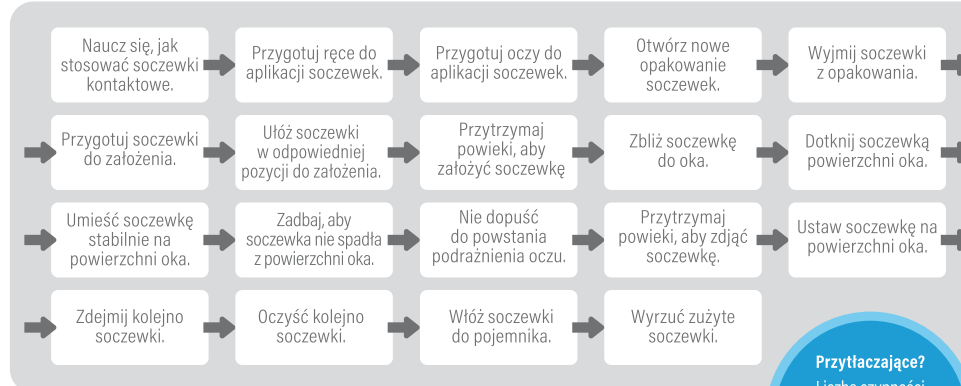 Naucz się, jak
stosować soczewki
kontaktowe.
Przygotuj ręce do
aplikacji soczewek.
Przygotuj oczy do
aplikacji soczewek.
Otwórz nowe
opakowanie
soczewek.
Wyjmij soczewki
z opakowania.
Przygotuj soczewki
do założenia.
Ułóż soczewki
w odpowiedniej
pozycji do założenia.
Przytrzymaj
powieki, aby
założyć soczewkę
Zbliż soczewkę
do oka.
Dotknij soczewką
powierzchni oka.
Umieść soczewkę
stabilnie na
powierzchni oka.
Zadbaj, aby
soczewka nie spadła
z powierzchni oka.
Nie dopuść
do powstania
podrażnienia oczu.
Przytrzymaj
powieki, aby zdjąć
soczewkę.
Ustaw soczewkę na
powierzchni oka.
Zdejmij kolejno
soczewki.
Oczyść kolejno
soczewki.
Włóż soczewki
do pojemnika.
Wyrzuć zużyte
soczewki.
Przytłaczające?
Liczba czynności